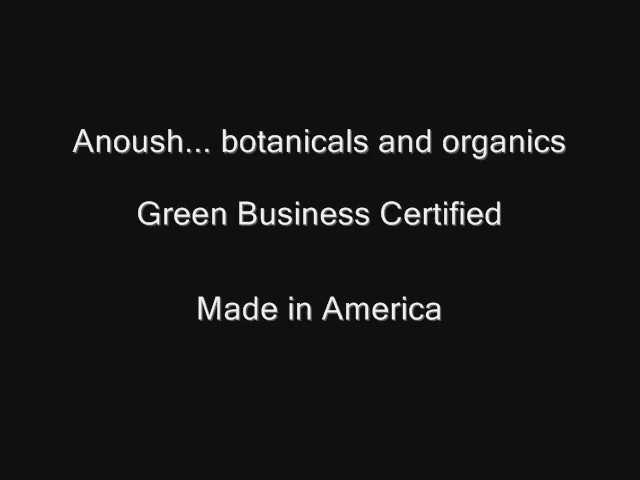 Anoush... botanicals and organics
Green Business Certified
Made in America